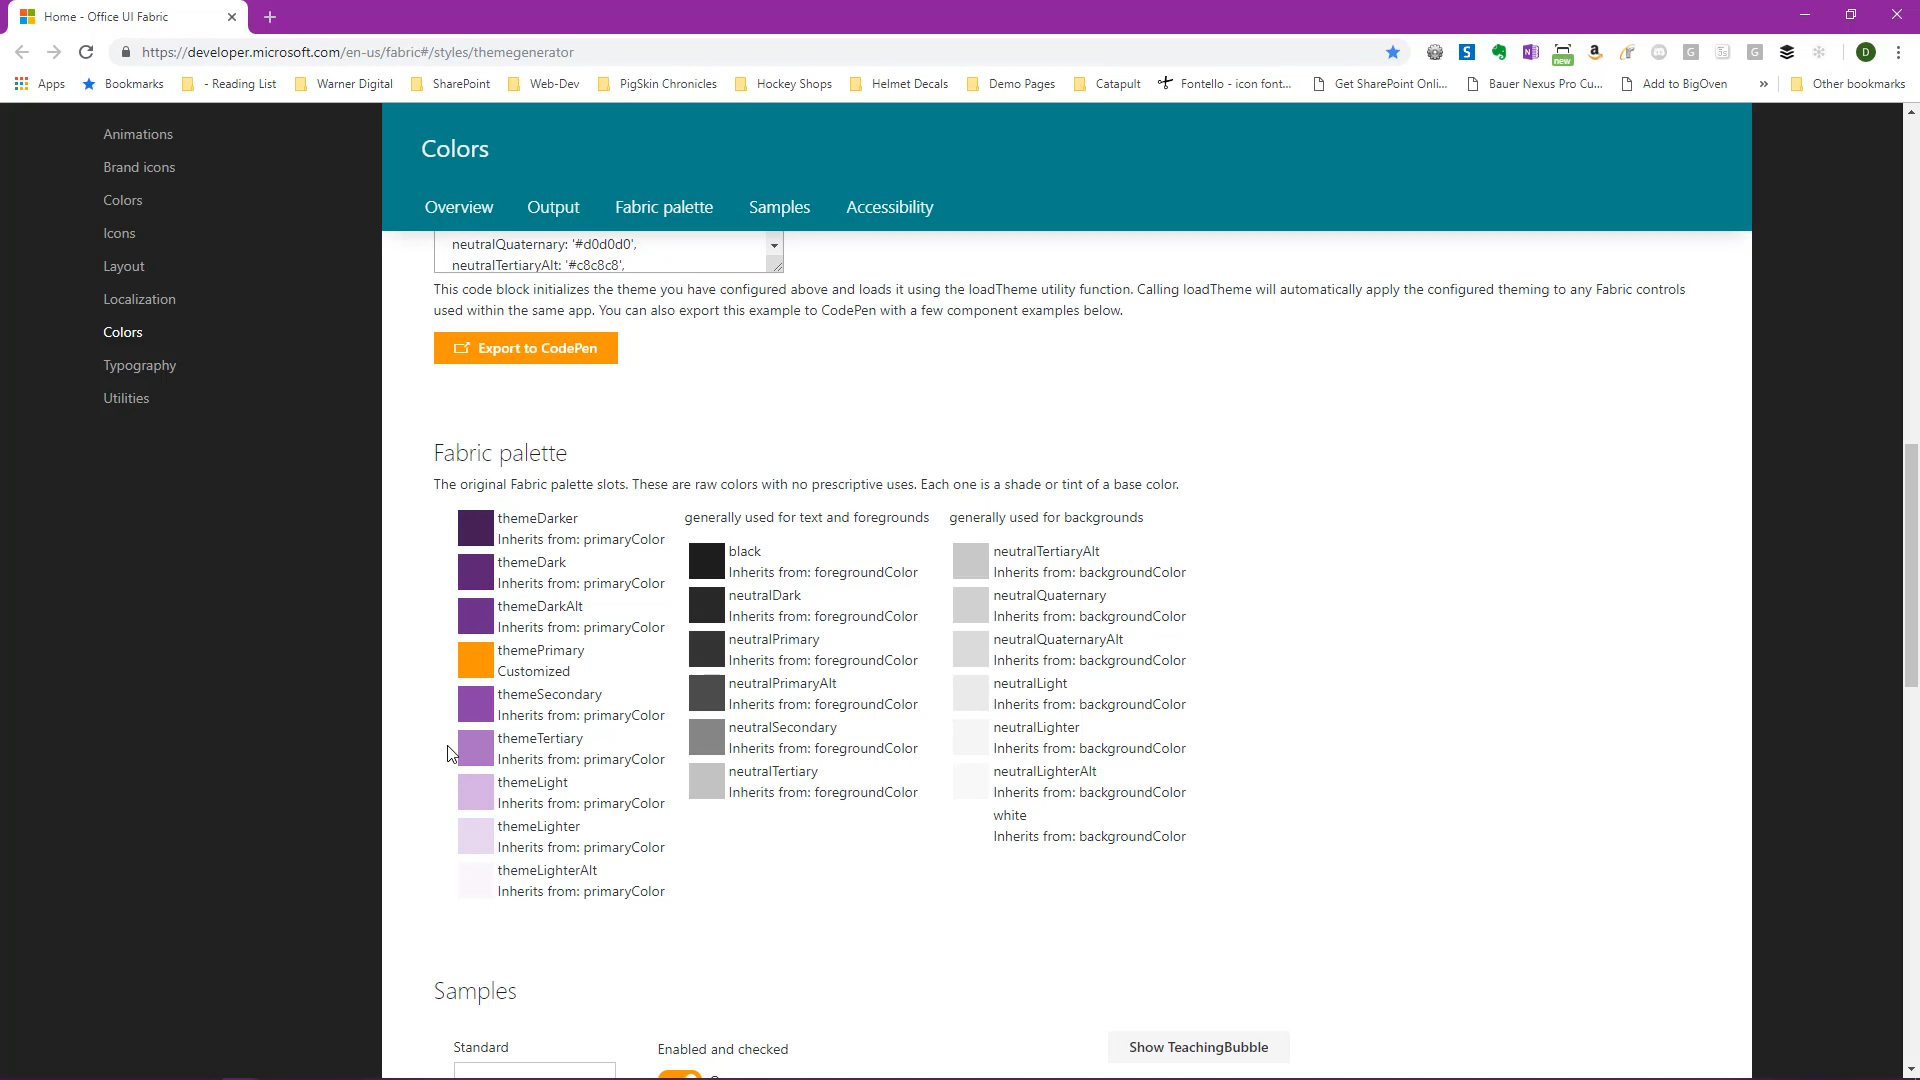 Home - Office UI Fabric
https://developer.microsoft.com/en-us/fabric#/styles/themegenerator
new
D
Apps
Bookmarks
- Reading List
Warner Digital
SharePoint
Web-Dev
PigSkin Chronicles
Hockey Shops
Helmet Decals
Demo Pages
Catapult
Fontello - icon font...
Get SharePoint Onli...
Bauer Nexus Pro Cu...
Add to BigOven
»
Other bookmarks
Animations
Brand icons
Colors
Icons
Layout
Localization
Colors
Typography
Utilities
Colors
Overview
Output
Fabric palette
Samples
Accessibility
neutralQuaternary: '#d0d0d0',
neutralTertiaryAlt: '#c8c8c8',
This code block initializes the theme you have configured above and loads it using the loadTheme utility function. Calling loadTheme will automatically apply the configured theming to any Fabric controls
used within the same app. You can also export this example to CodePen with a few component examples below.
Export to CodePen
Fabric palette
The original Fabric palette slots. These are raw colors with no prescriptive uses. Each one is a shade or tint of a base color.
themeDarker
Inherits from: primaryColor
themeDark
Inherits from: primaryColor
themeDarkAlt
Inherits from: primaryColor
themePrimary
Customized
themeSecondary
Inherits from: primaryColor
themeTertiary
Inherits from: primaryColor
themeLight
Inherits from: primaryColor
themeLighter
Inherits from: primaryColor
themeLighterAlt
Inherits from: primaryColor
generally used for text and foregrounds
black
Inherits from: foregroundColor
neutralDark
Inherits from: foregroundColor
neutralPrimary
Inherits from: foregroundColor
neutralPrimaryAlt
Inherits from: foregroundColor
neutralSecondary
Inherits from: foregroundColor
neutralTertiary
Inherits from: foregroundColor
generally used for backgrounds
neutralTertiaryAlt
Inherits from: backgroundColor
neutralQuaternary
Inherits from: backgroundColor
neutralQuaternaryAlt
Inherits from: backgroundColor
neutralLight
Inherits from: backgroundColor
neutralLighter
Inherits from: backgroundColor
neutralLighterAlt
Inherits from: backgroundColor
white
Inherits from: backgroundColor
Samples
Standard
Enabled and checked
Show TeachingBubble